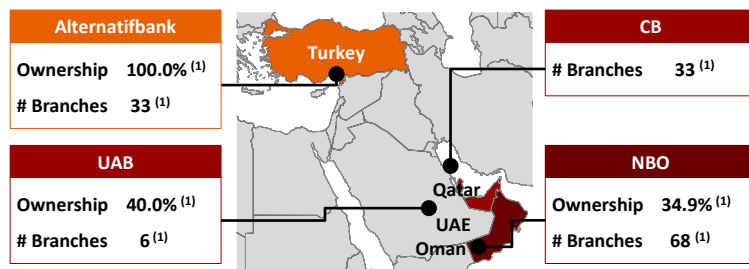 Alternatifbank
Ownership 100.0% (1)
# Branches 33 (1)
Turkey
CB
# Branches 33 (1)
UAB
Ownership 40.0% (1)
# Branches 6 (1)
Qatar
UAE
Oman
NBO
Ownership 34.9% (1)
# Branches 68 (1)